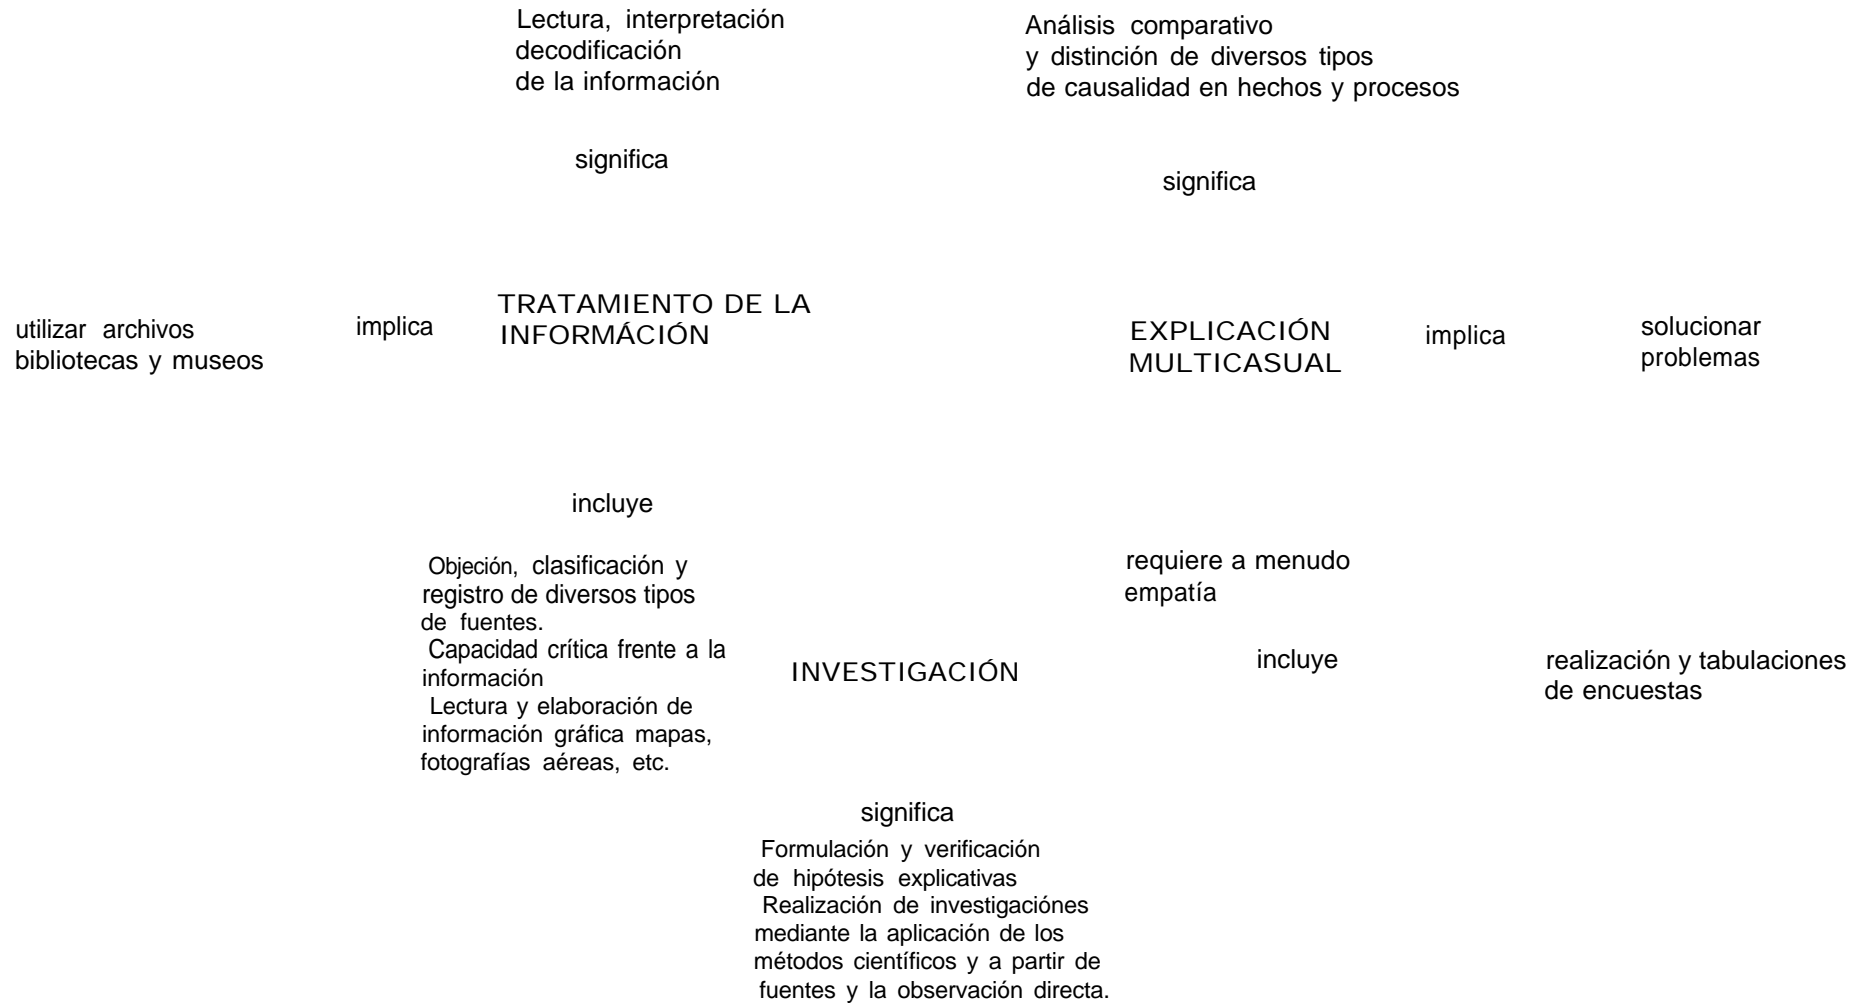 Lectura, interpretación
decodificación
de la información
Análisis comparativo
y distinción de diversos tipos
de causalidad en hechos y procesos
significa
significa
utilizar archivos
bibliotecas y museos
implica
TRATAMIENTO DE LA
INFORMÁCIÓN
EXPLICACIÓN
MULTICASUAL
implica
solucionar
problemas
incluye
Objeción, clasificación y
registro de diversos tipos
de fuentes.
Capacidad crítica frente a la
información
Lectura y elaboración de
información gráfica mapas,
fotografías aéreas, etc.
requiere a menudo
empatía
INVESTIGACIÓN
incluye
realización y tabulaciones
de encuestas
significa
Formulación y verificación
de hipótesis explicativas
Realización de investigaciónes
mediante la aplicación de los
métodos científicos y a partir de
fuentes y la observación directa.